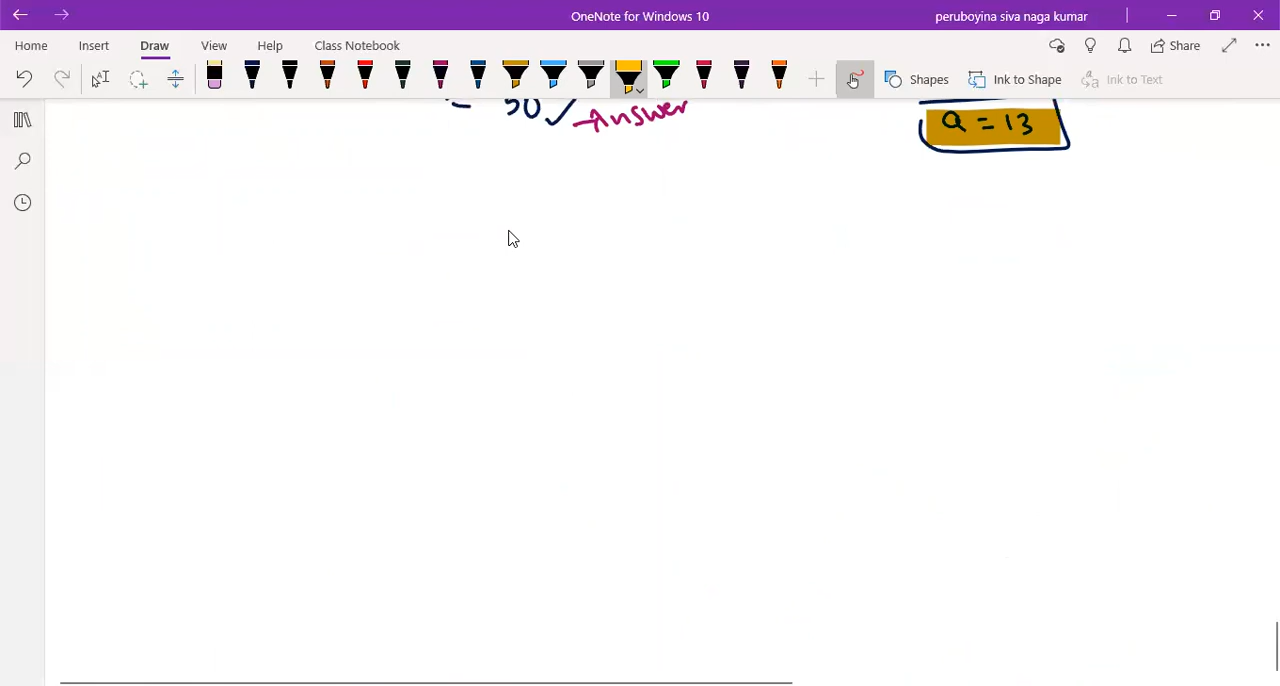 OneNote for Windows 10
peruboyina siva naga kumar
Home Insert Draw View Help Class Notebook
Share
Shapes
Ink to Shape
Ink to Text
= 50
Answer
a = 13